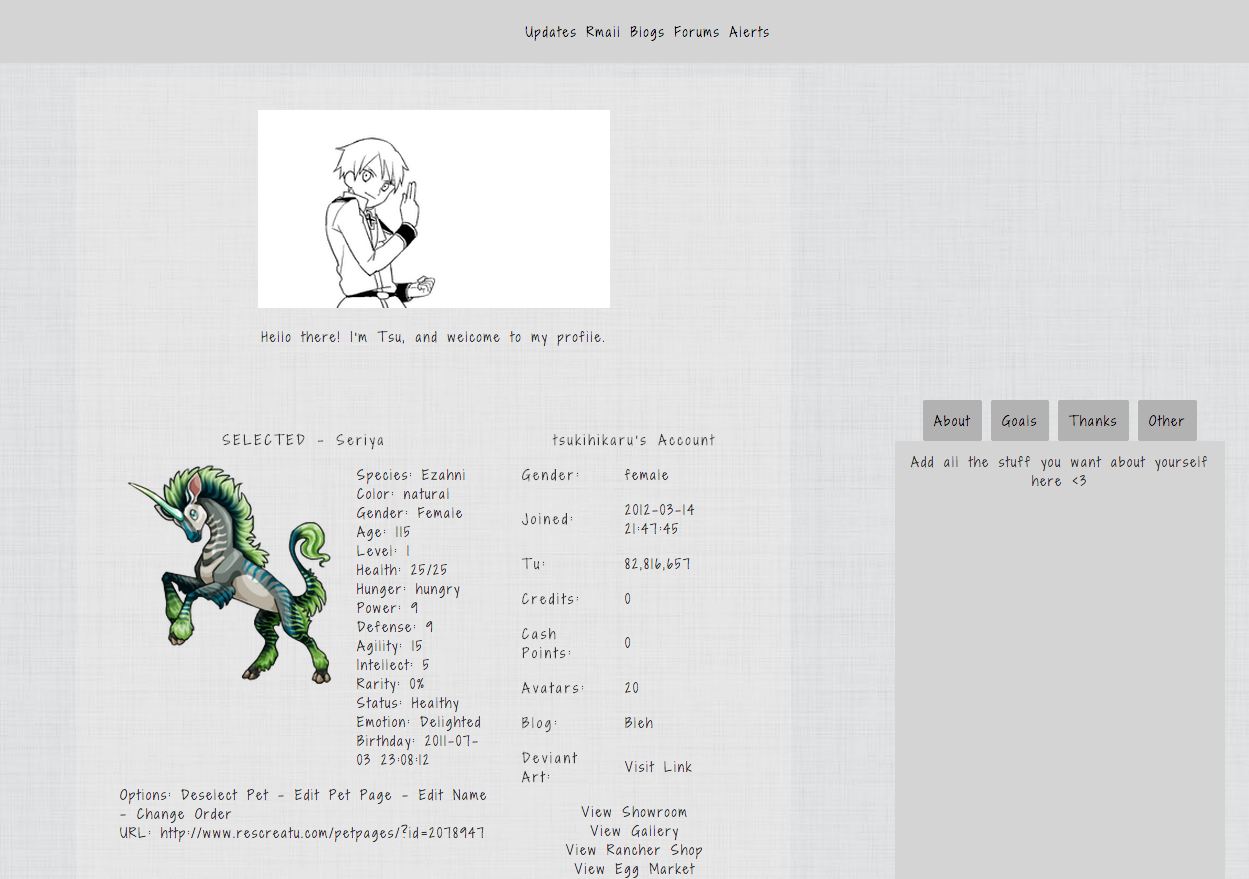 Updates Rmail Blogs Forums Alerts
Hello there! I'm Tsu, and welcome to my profile.
SELECTED - Seriya
Species: Ezahni
Color: natural
Gender: Female
Age: 115
Level: 1
Health: 25/25
Hunger: hungry
Power: 9
Defense: 9
Agility: 15
Intellect: 5
Rarity: 0%
Status: Healthy
Emotion: Delighted
Birthday: 2011-07-
03 23:08:12
Options: Deselect Pet - Edit Pet Page - Edit Name
- Change Order
URL: http://www.rescreatu.com/petpages/?id=2078947
tsukihikaru's Account
Gender: female
Joined: 2012-03-14
21:47:45
Tu: 82,816,657
Credits: 0
Cash
Points: 0
Avatars: 20
Blog: Bleh
Deviant
Art: Visit Link
View Showroom
View Gallery
View Rancher Shop
View Egg Market
About Goals Thanks Other
Add all the stuff you want about yourself
here <3